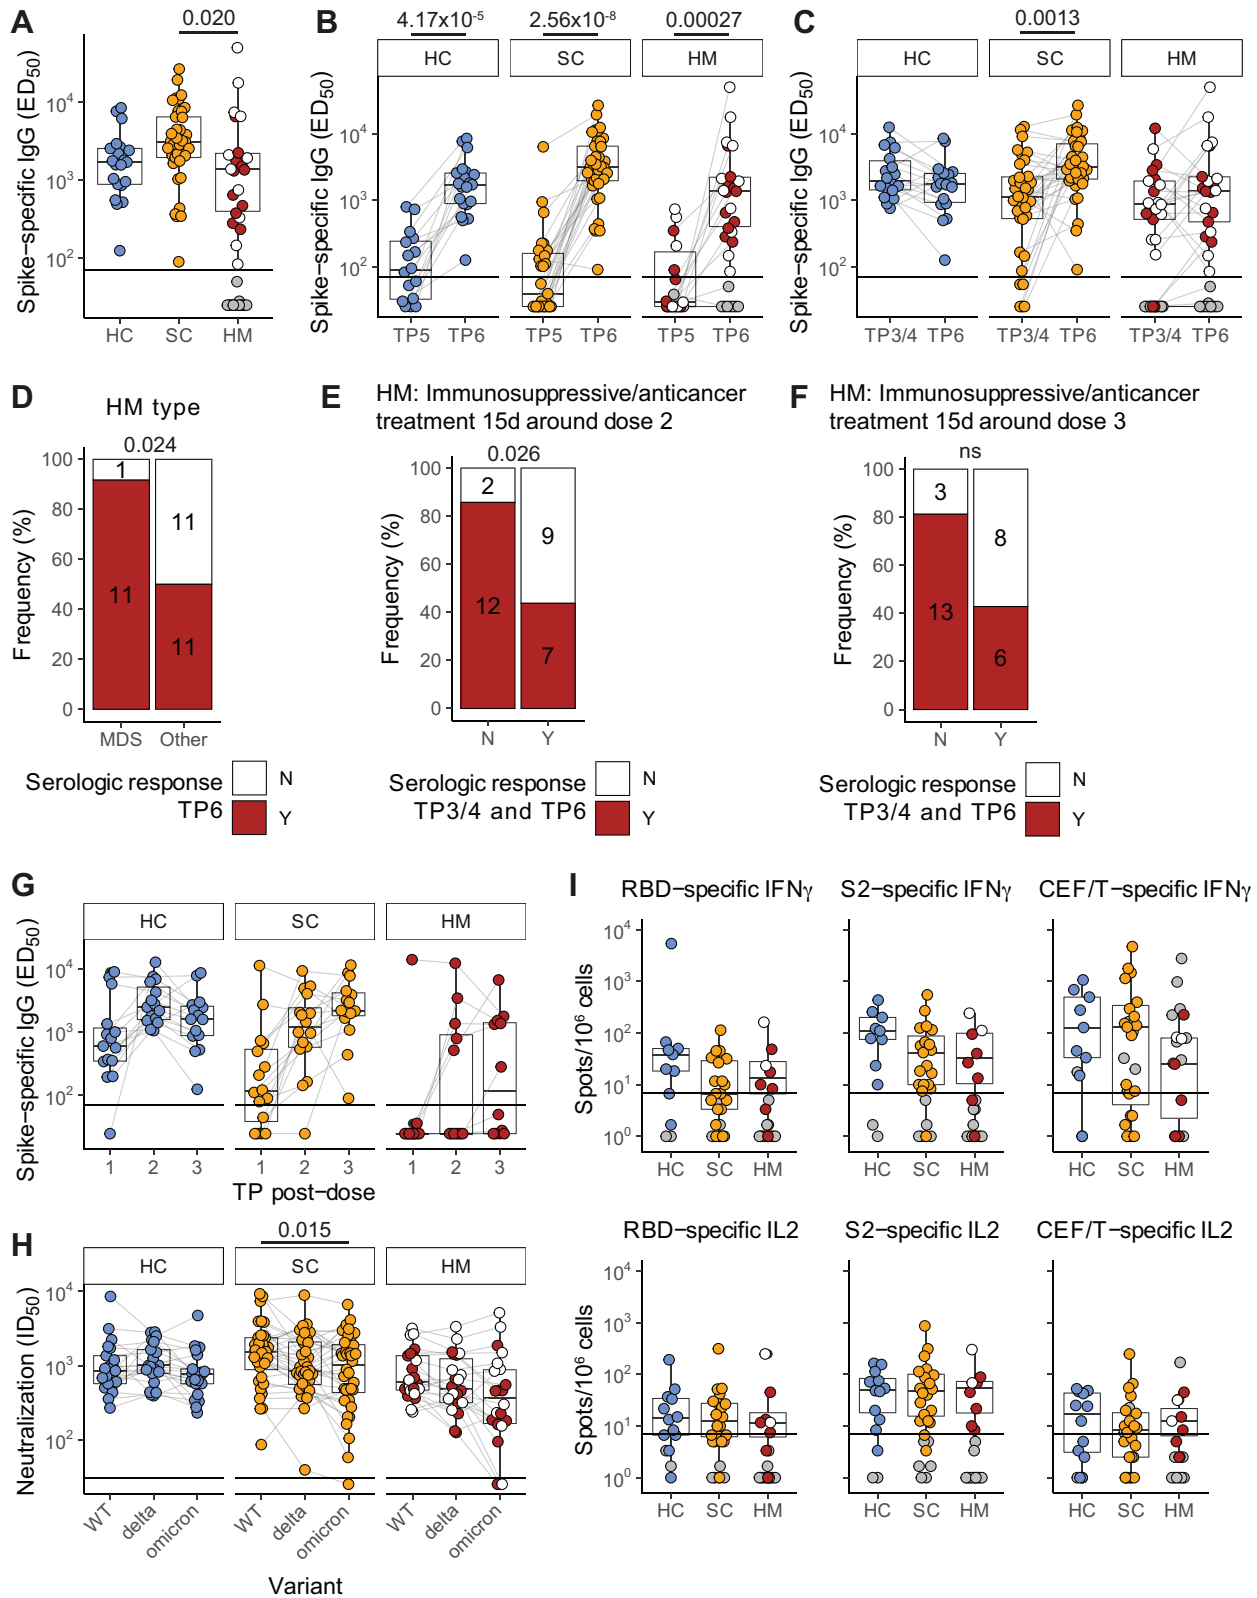 A
0.020
Spike−specific IgG (ED50)
10^4
10^3
10^2
HC SC HM
B
4.17x10^-5 2.56x10^-8 0.00027
HC SC HM
Spike−specific IgG (ED50)
10^4
10^3
10^2
TP5 TP6 TP5 TP6 TP5 TP6
C
0.0013
HC SC HM
Spike−specific IgG (ED50)
10^4
10^3
10^2
TP3/4 TP6 TP3/4 TP6 TP3/4 TP6
D
HM type
0.024
Frequency (%)
100
80
60
40
20
0
1 11
11 11
MDS Other
Serologic response
TP6
N
Y
E
HM: Immunosuppressive/anticancer
treatment 15d around dose 2
0.026
Frequency (%)
100
80
60
40
20
0
2 9
12 7
N Y
Serologic response
TP3/4 and TP6
N
Y
F
HM: Immunosuppressive/anticancer
treatment 15d around dose 3
ns
Frequency (%)
100
80
60
40
20
0
3 8
13 6
N Y
Serologic response
TP3/4 and TP6
N
Y
G
HC SC HM
Spike−specific IgG (ED50)
10^4
10^3
10^2
1 2 3 1 2 3 1 2 3
TP post−dose
H
0.015
HC SC HM
Neutralization (ID50)
10^4
10^3
10^2
WT delta omicron WT delta omicron WT delta omicron
Variant
I
RBD−specific IFNγ S2−specific IFNγ CEF/T−specific IFNγ
Spots/10^6 cells
10^4
10^3
10^2
10^1
10^0
HC SC HM HC SC HM HC SC HM
RBD−specific IL2 S2−specific IL2 CEF/T−specific IL2
Spots/10^6 cells
10^4
10^3
10^2
10^1
10^0
HC SC HM HC SC HM HC SC HM